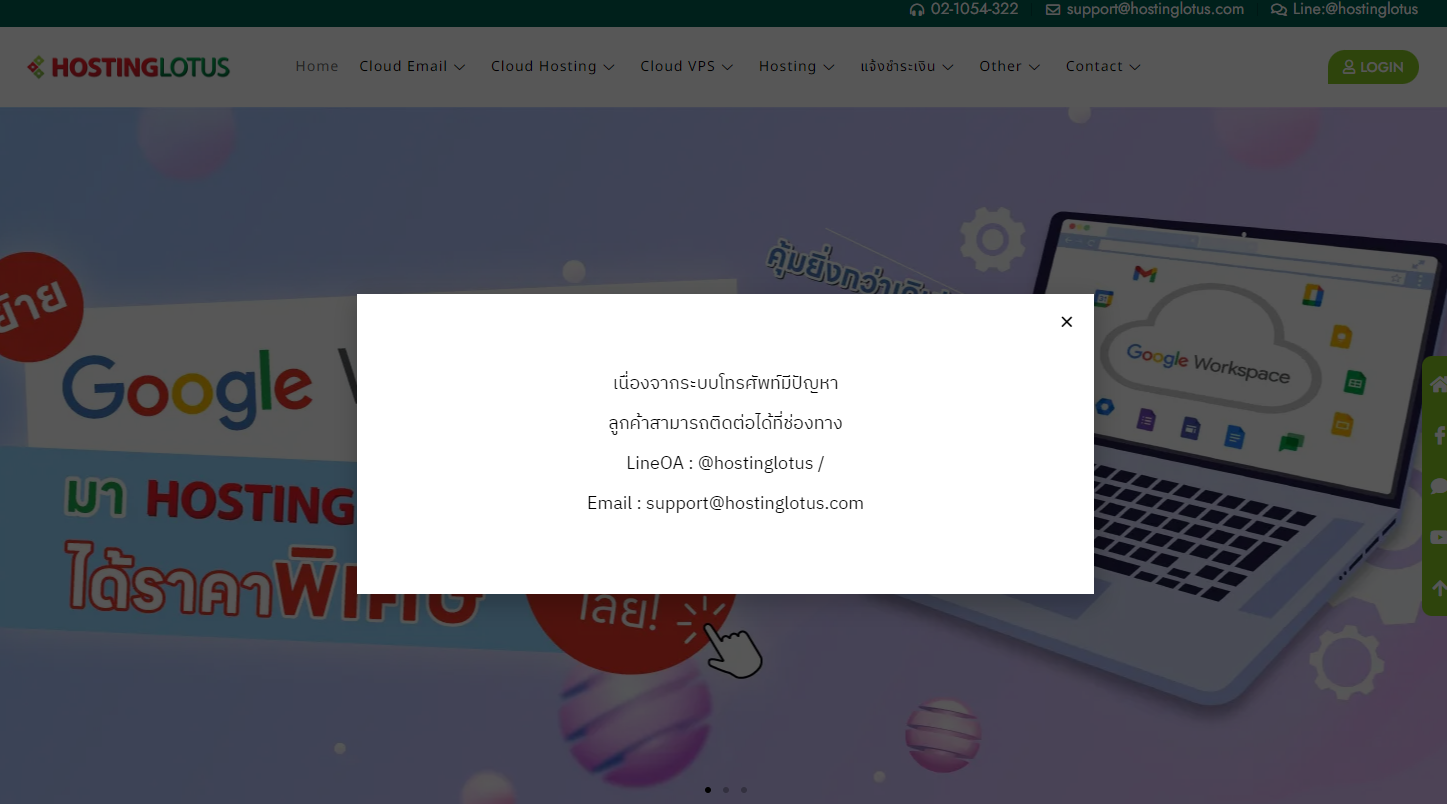 02-1054-322
support@hostinglotus.com
Line:@hostinglotus
HOSTINGLOTUS
Home
Cloud Email
Cloud Hosting
Cloud VPS
Hosting
แจ้งชำระเงิน
Other
Contact
LOGIN
คุ้มยิ่งกว่าเดิม
Google Workspace
ย้าย
Google
เนื่องจากระบบโทรศัพท์มีปัญหา
ลูกค้าสามารถติดต่อได้ที่ช่องทาง
LineOA : @hostinglotus /
Email : support@hostinglotus.com
มา HOSTING
ได้ราคาพิเศษ
เลย!